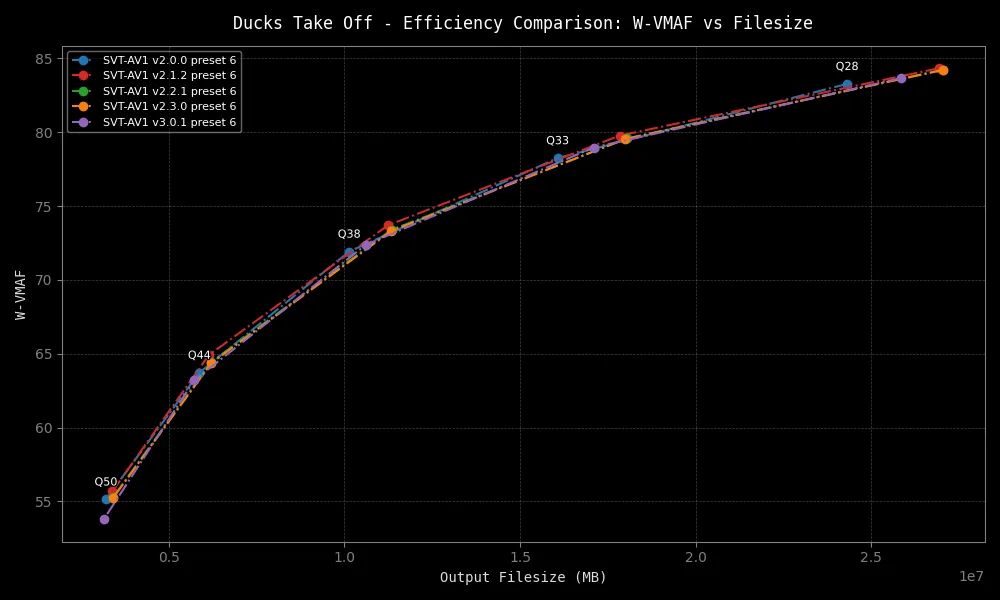 Ducks Take Off - Efficiency Comparison: W-VMAF vs Filesize
SVT-AV1 v2.0.0 preset 6
SVT-AV1 v2.1.2 preset 6
SVT-AV1 v2.2.1 preset 6
SVT-AV1 v2.3.0 preset 6
SVT-AV1 v3.0.1 preset 6
Q28
Q33
Q38
Q44
Q50
85
80
75
70
65
60
55
W-VMAF
0.5 1.0 1.5 2.0 2.5
1e7
Output Filesize (MB)